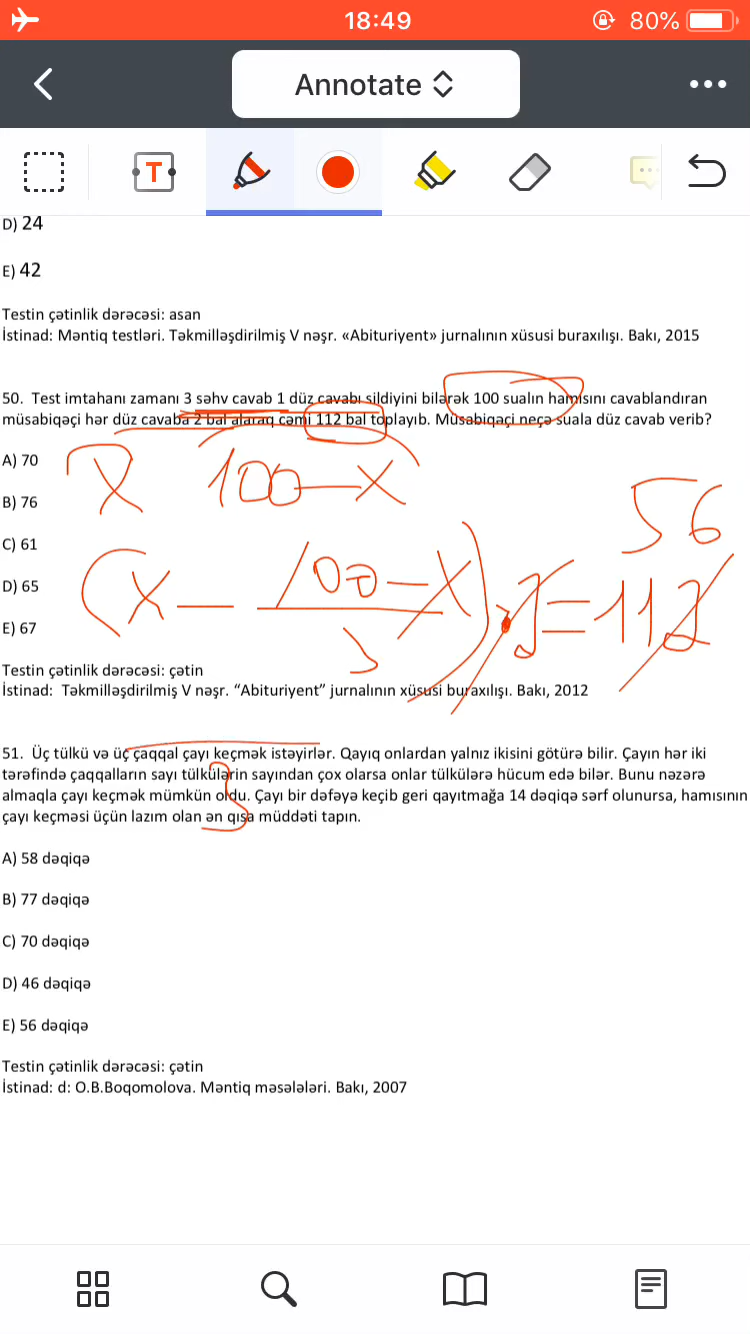 18:49
80%
Annotate
T
D) 24
E) 42
Testin çətinlik dərəcəsi: asan
İstinad: Məntiq testləri. Təkmilləşdirilmiş V nəşr. «Abituriyent» jurnalının xüsusi buraxılışı. Bakı, 2015
50. Test imtahanı zamanı 3 səhv cavab 1 düz cavabı sildiyini bilərək 100 sualın hamısını cavablandıran
müsabiqəçi hər düz cavaba 2 bal alaraq cəmi 112 bal toplayıb. Müsabiqəçi neçə suala düz cavab verib?
A) 70
x 100-x
B) 76
56
C) 61
D) 65
(x - 100-x / 3) · 2 = 112
E) 67
Testin çətinlik dərəcəsi: çətin
İstinad: Təkmilləşdirilmiş V nəşr. “Abituriyent” jurnalının xüsusi buraxılışı. Bakı, 2012
51. Üç tülkü və üç çaqqal çayı keçmək istəyirlər. Qayıq onlardan yalnız ikisini götürə bilir. Çayın hər iki
tərəfində çaqqalların sayı tülkülərin sayından çox olarsa onlar tülkülərə hücum edə bilər. Bunu nəzərə
almaqla çayı keçmək mümkün oldu. Çayı bir dəfəyə keçib geri qayıtmağa 14 dəqiqə sərf olunursa, hamısının
çayı keçməsi üçün lazım olan ən qısa müddəti tapın.
3
A) 58 dəqiqə
B) 77 dəqiqə
C) 70 dəqiqə
D) 46 dəqiqə
E) 56 dəqiqə
Testin çətinlik dərəcəsi: çətin
İstinad: d: O.B.Boqomolova. Məntiq məsələləri. Bakı, 2007